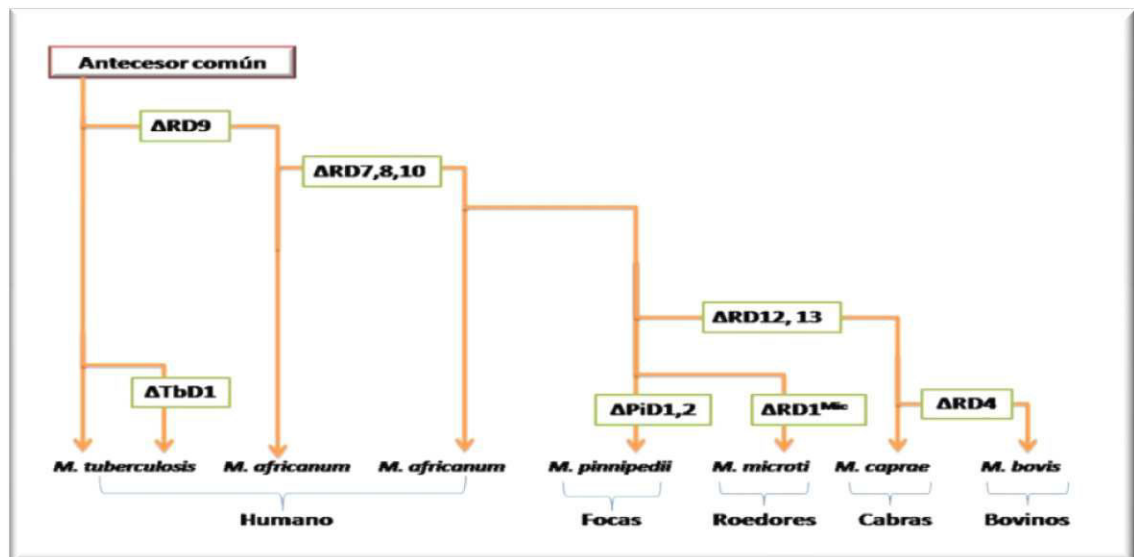 Antecesor común
ΔRD9
ΔRD7,8,10
ΔRD12, 13
ΔTbD1
ΔPiD1,2
ΔRD1ᴹⁱᶜ
ΔRD4
M. tuberculosis
M. africanum
M. africanum
M. pinnipedii
M. microti
M. caprae
M. bovis
Humano
Focas
Roedores
Cabras
Bovinos